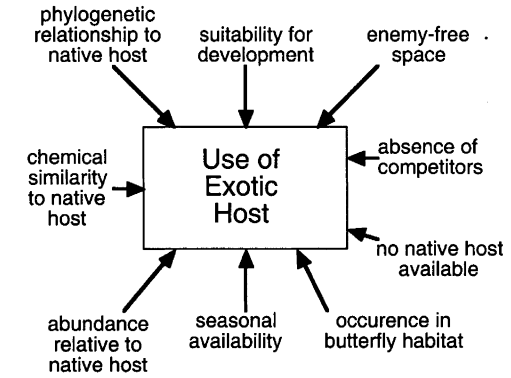 phylogenetic
relationship to
native host
suitability for
development
enemy-free
space
chemical
similarity
to native
host
Use of
Exotic
Host
absence of
competitors
no native host
available
abundance
relative to
native host
seasonal
availability
occurence in
butterfly habitat